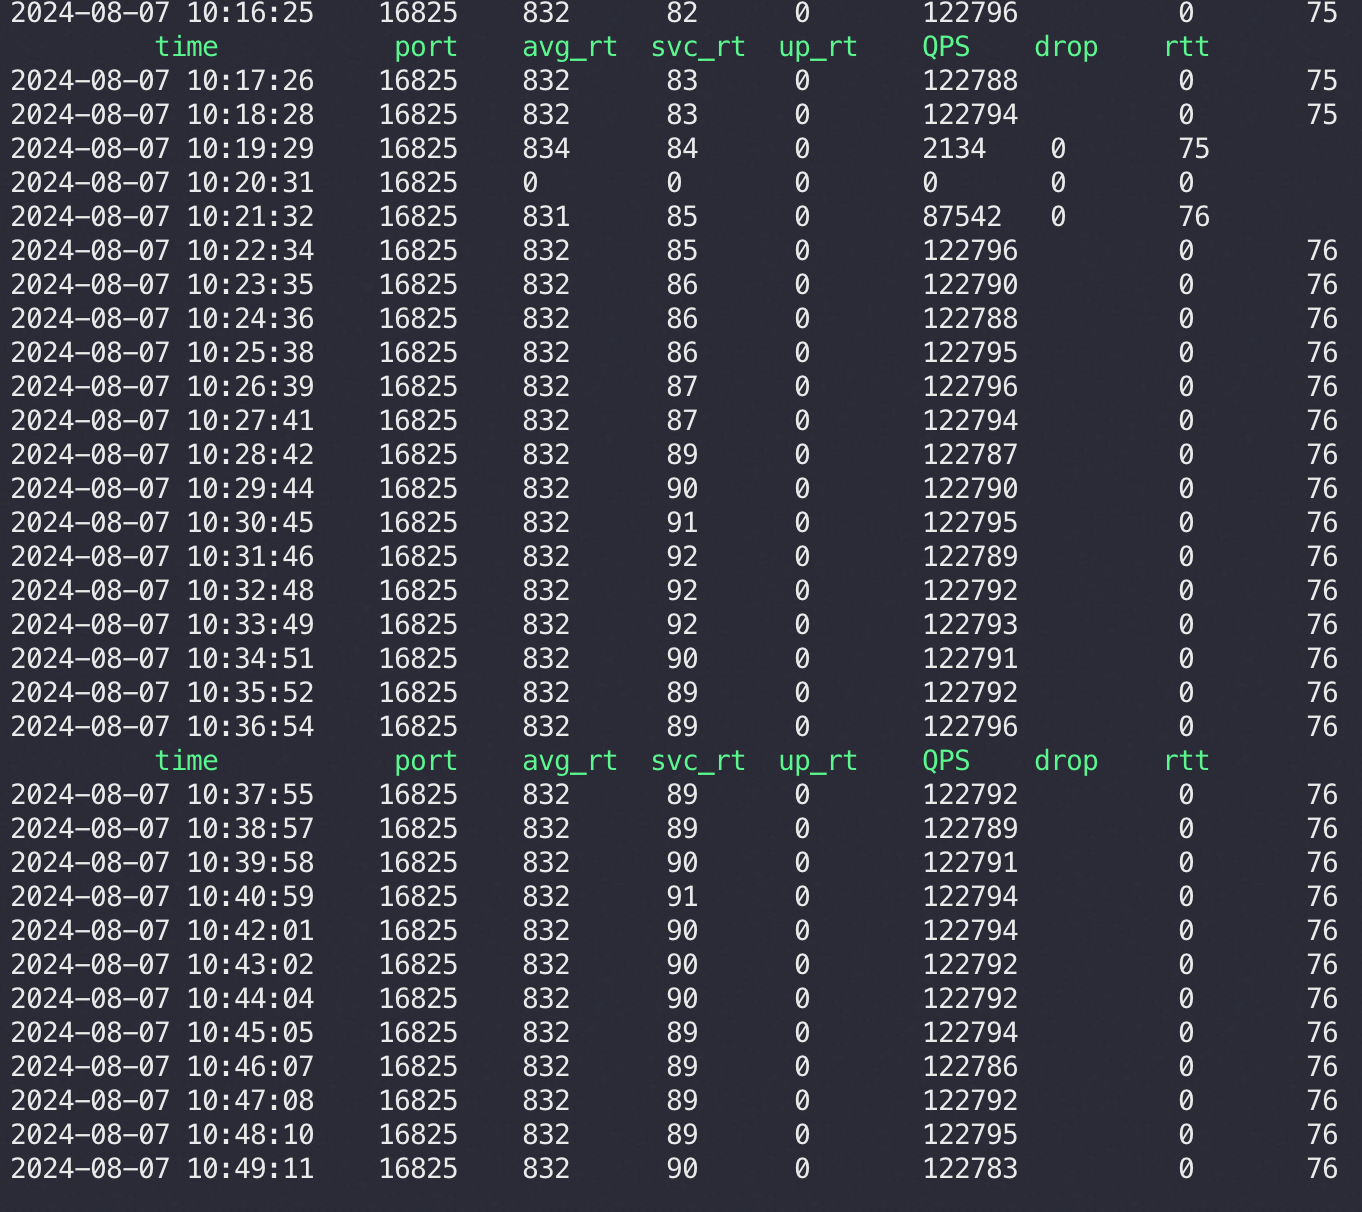 2024-08-07 10:16:25 16825 832 82 0 122796 0 75
time port avg_rt svc_rt up_rt QPS drop rtt
2024-08-07 10:17:26 16825 832 83 0 122788 0 75
2024-08-07 10:18:28 16825 832 83 0 122794 0 75
2024-08-07 10:19:29 16825 834 84 0 2134 0 75
2024-08-07 10:20:31 16825 0 0 0 0 0 0
2024-08-07 10:21:32 16825 831 85 0 87542 0 76
2024-08-07 10:22:34 16825 832 85 0 122796 0 76
2024-08-07 10:23:35 16825 832 86 0 122790 0 76
2024-08-07 10:24:36 16825 832 86 0 122788 0 76
2024-08-07 10:25:38 16825 832 86 0 122795 0 76
2024-08-07 10:26:39 16825 832 87 0 122796 0 76
2024-08-07 10:27:41 16825 832 87 0 122794 0 76
2024-08-07 10:28:42 16825 832 89 0 122787 0 76
2024-08-07 10:29:44 16825 832 90 0 122790 0 76
2024-08-07 10:30:45 16825 832 91 0 122795 0 76
2024-08-07 10:31:46 16825 832 92 0 122789 0 76
2024-08-07 10:32:48 16825 832 92 0 122792 0 76
2024-08-07 10:33:49 16825 832 92 0 122793 0 76
2024-08-07 10:34:51 16825 832 90 0 122791 0 76
2024-08-07 10:35:52 16825 832 89 0 122792 0 76
2024-08-07 10:36:54 16825 832 89 0 122796 0 76
time port avg_rt svc_rt up_rt QPS drop rtt
2024-08-07 10:37:55 16825 832 89 0 122792 0 76
2024-08-07 10:38:57 16825 832 89 0 122789 0 76
2024-08-07 10:39:58 16825 832 90 0 122791 0 76
2024-08-07 10:40:59 16825 832 91 0 122794 0 76
2024-08-07 10:42:01 16825 832 90 0 122794 0 76
2024-08-07 10:43:02 16825 832 90 0 122792 0 76
2024-08-07 10:44:04 16825 832 90 0 122792 0 76
2024-08-07 10:45:05 16825 832 89 0 122794 0 76
2024-08-07 10:46:07 16825 832 89 0 122786 0 76
2024-08-07 10:47:08 16825 832 89 0 122792 0 76
2024-08-07 10:48:10 16825 832 89 0 122795 0 76
2024-08-07 10:49:11 16825 832 90 0 122783 0 76